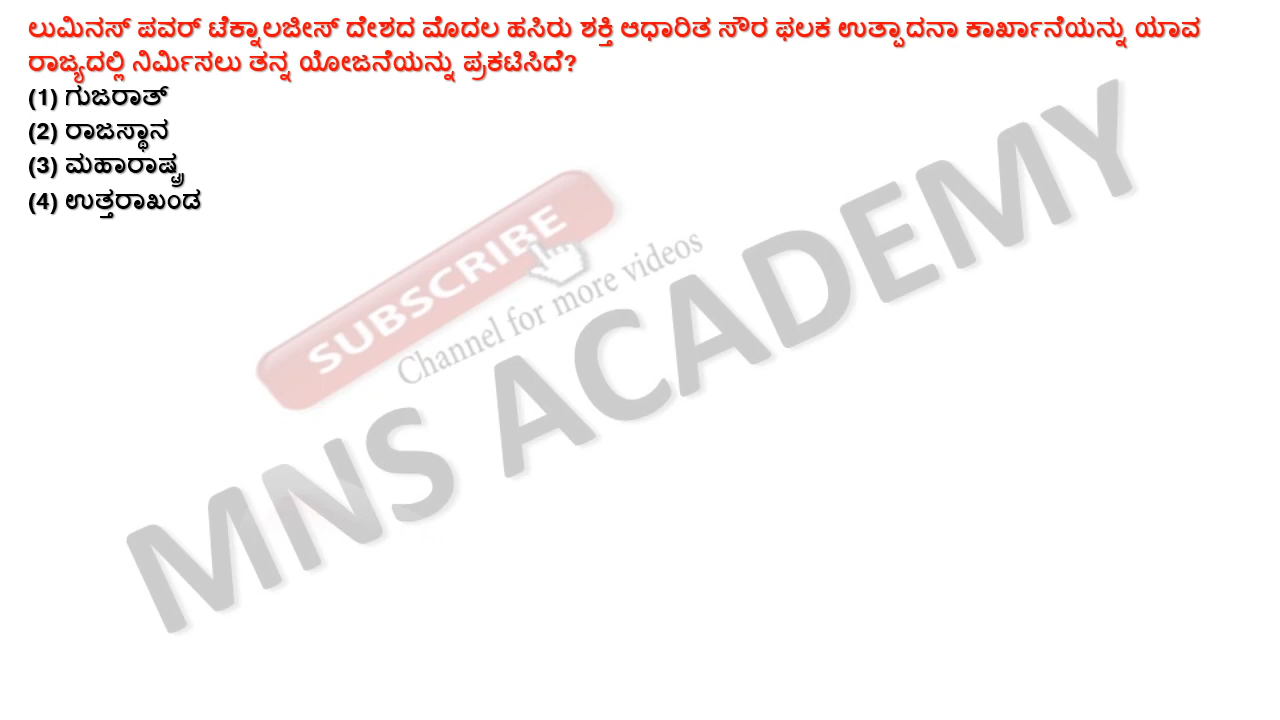 ಲುಮಿನಸ್ ಪವರ್ ಟೆಕ್ನಾಲಜೀಸ್ ದೇಶದ ಮೊದಲ ಹಸಿರು ಶಕ್ತಿ ಆಧಾರಿತ ಸೌರ ಫಲಕ ಉತ್ಪಾದನಾ ಕಾರ್ಖಾನೆಯನ್ನು ಯಾವ
ರಾಜ್ಯದಲ್ಲಿ ನಿರ್ಮಿಸಲು ತನ್ನ ಯೋಜನೆಯನ್ನು ಪ್ರಕಟಿಸಿದೆ?
(1) ಗುಜರಾತ್
(2) ರಾಜಸ್ಥಾನ
(3) ಮಹಾರಾಷ್ಟ್ರ
(4) ಉತ್ತರಾಖಂಡ
SUBSCRIBE
Channel for more videos
MNS ACADEMY